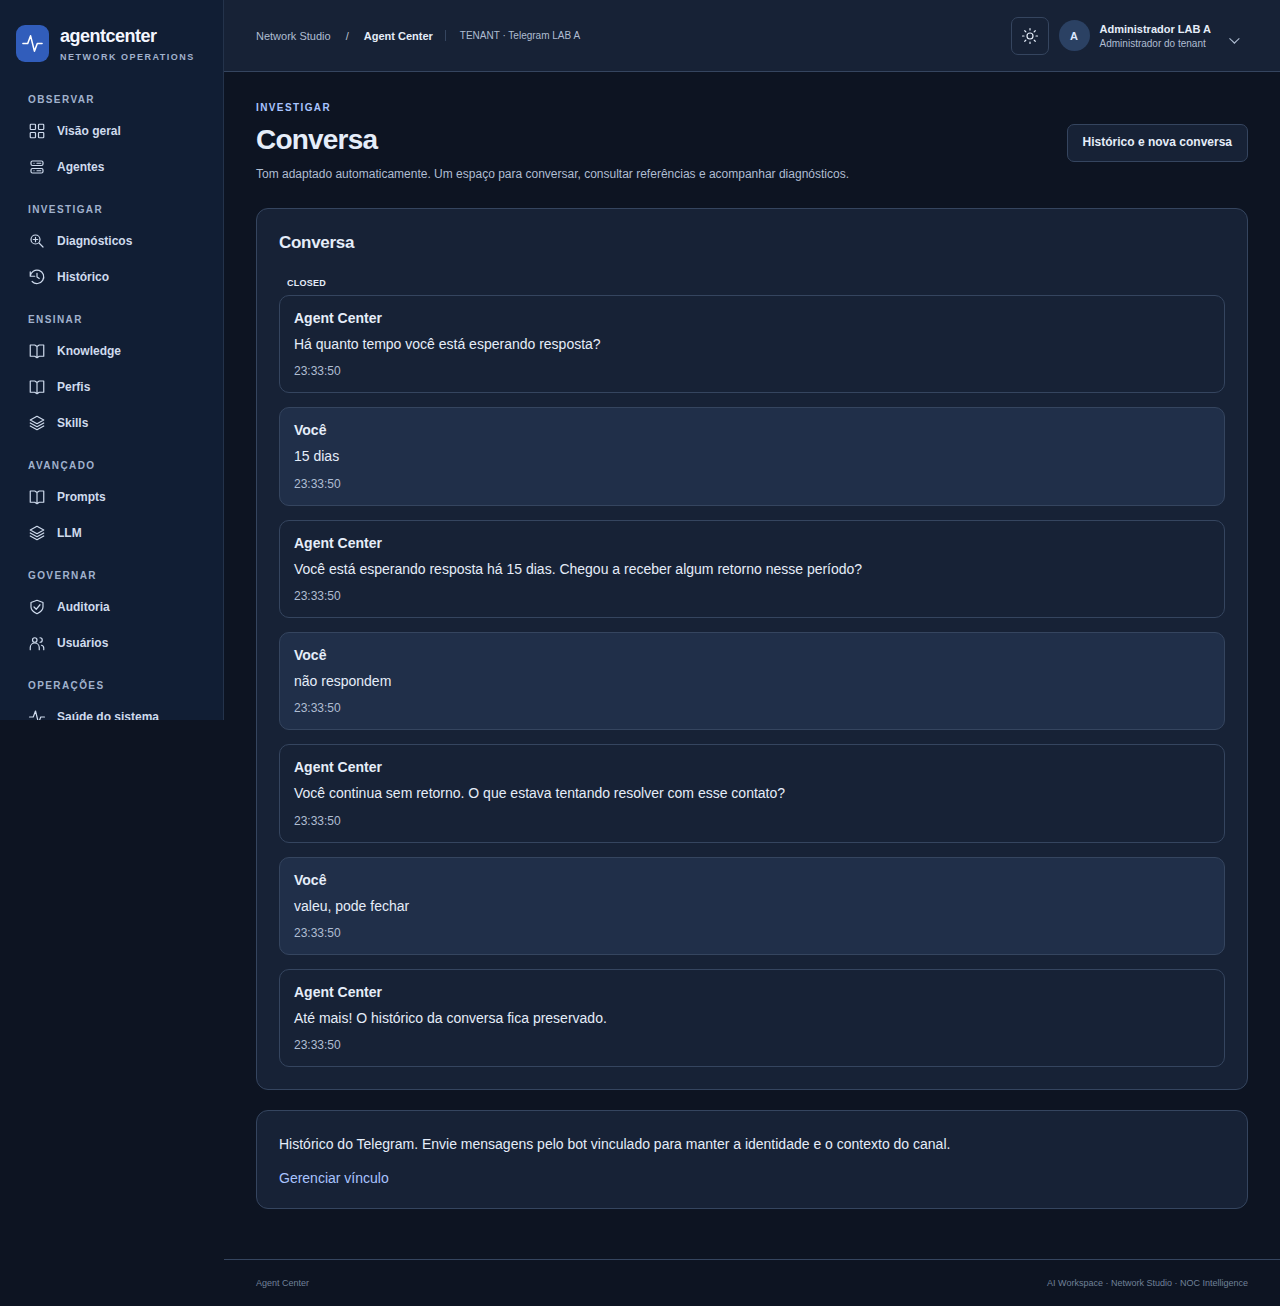 agentcenter
NETWORK OPERATIONS
OBSERVAR
Visão geral
Agentes
INVESTIGAR
Diagnósticos
Histórico
ENSINAR
Knowledge
Perfis
Skills
AVANÇADO
Prompts
LLM
GOVERNAR
Auditoria
Usuários
OPERAÇÕES
Saúde do sistema
Network Studio / Agent Center TENANT · Telegram LAB A
A
Administrador LAB A
Administrador do tenant
INVESTIGAR
Conversa
Tom adaptado automaticamente. Um espaço para conversar, consultar referências e acompanhar diagnósticos.
Histórico e nova conversa
Conversa
CLOSED
Agent Center
Há quanto tempo você está esperando resposta?
23:33:50
Você
15 dias
23:33:50
Agent Center
Você está esperando resposta há 15 dias. Chegou a receber algum retorno nesse período?
23:33:50
Você
não respondem
23:33:50
Agent Center
Você continua sem retorno. O que estava tentando resolver com esse contato?
23:33:50
Você
valeu, pode fechar
23:33:50
Agent Center
Até mais! O histórico da conversa fica preservado.
23:33:50
Histórico do Telegram. Envie mensagens pelo bot vinculado para manter a identidade e o contexto do canal.
Gerenciar vínculo
Agent Center
AI Workspace · Network Studio · NOC Intelligence